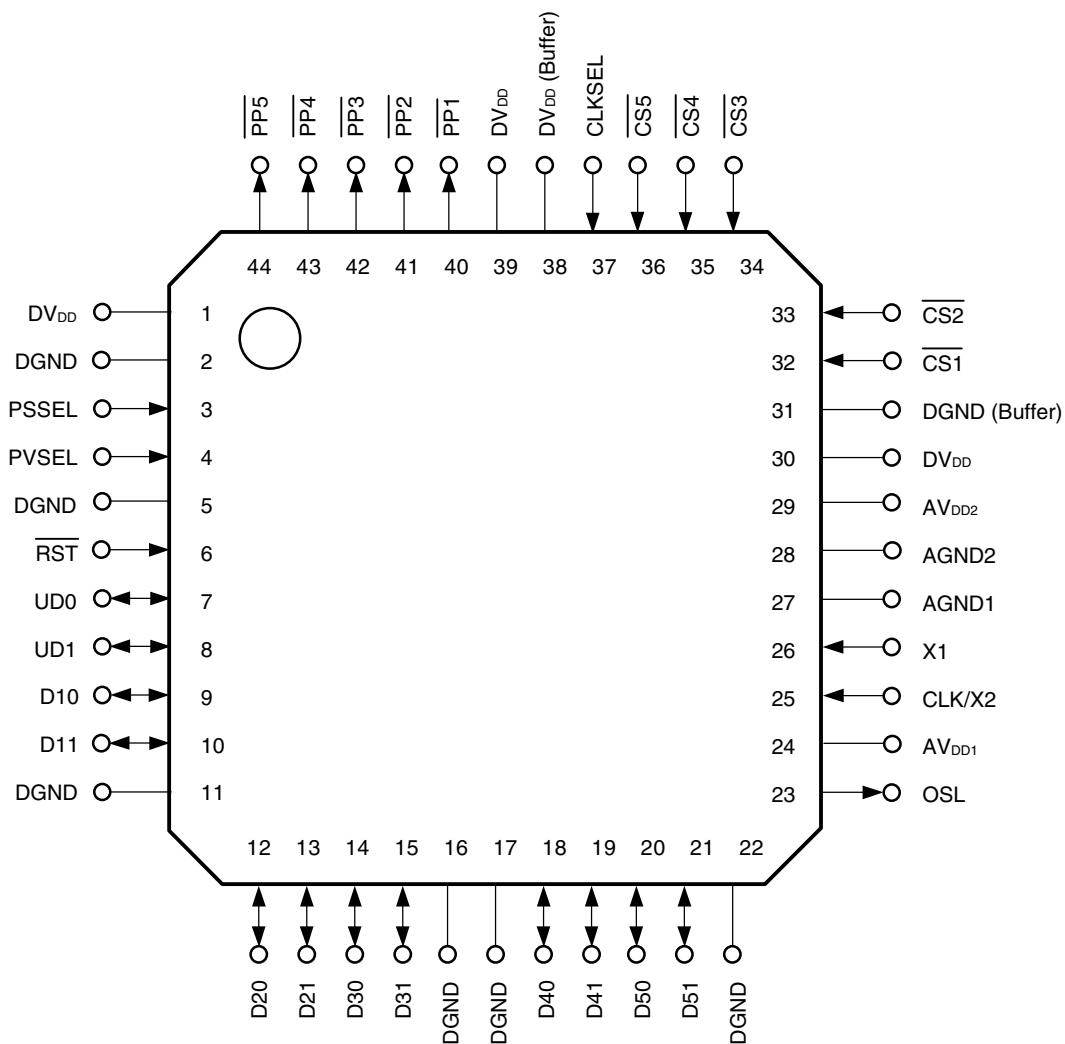 PP5
PP4
PP3
PP2
PP1
DVDD
DVDD (Buffer)
CLKSEL
CS5
CS4
CS3
44 43 42 41 40 39 38 37 36 35 34
DVDD 1
DGND 2
PSSEL 3
PVSEL 4
DGND 5
RST 6
UD0 7
UD1 8
D10 9
D11 10
DGND 11
33 CS2
32 CS1
31 DGND (Buffer)
30 DVDD
29 AVDD2
28 AGND2
27 AGND1
26 X1
25 CLK/X2
24 AVDD1
23 OSL
12 13 14 15 16 17 18 19 20 21 22
D20
D21
D30
D31
DGND
DGND
D40
D41
D50
D51
DGND